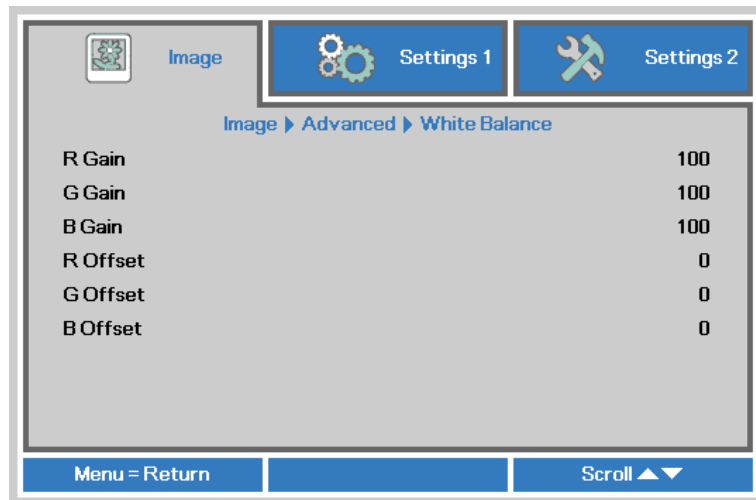 Image Settings 1 Settings 2
Image Advanced White Balance
R Gain 100
G Gain 100
B Gain 100
R Offset 0
G Offset 0
B Offset 0
Menu = Return Scroll